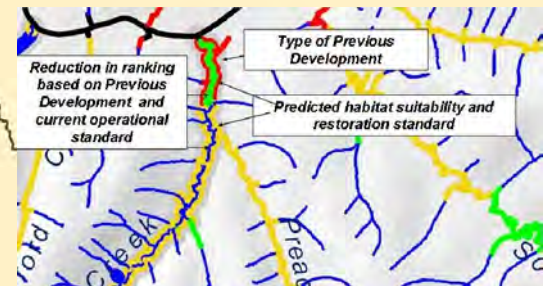 Type of Previous
Development
Reduction in ranking
based on Previous
Development and
current operational
standard
Predicted habitat suitability and
restoration standard
Creek